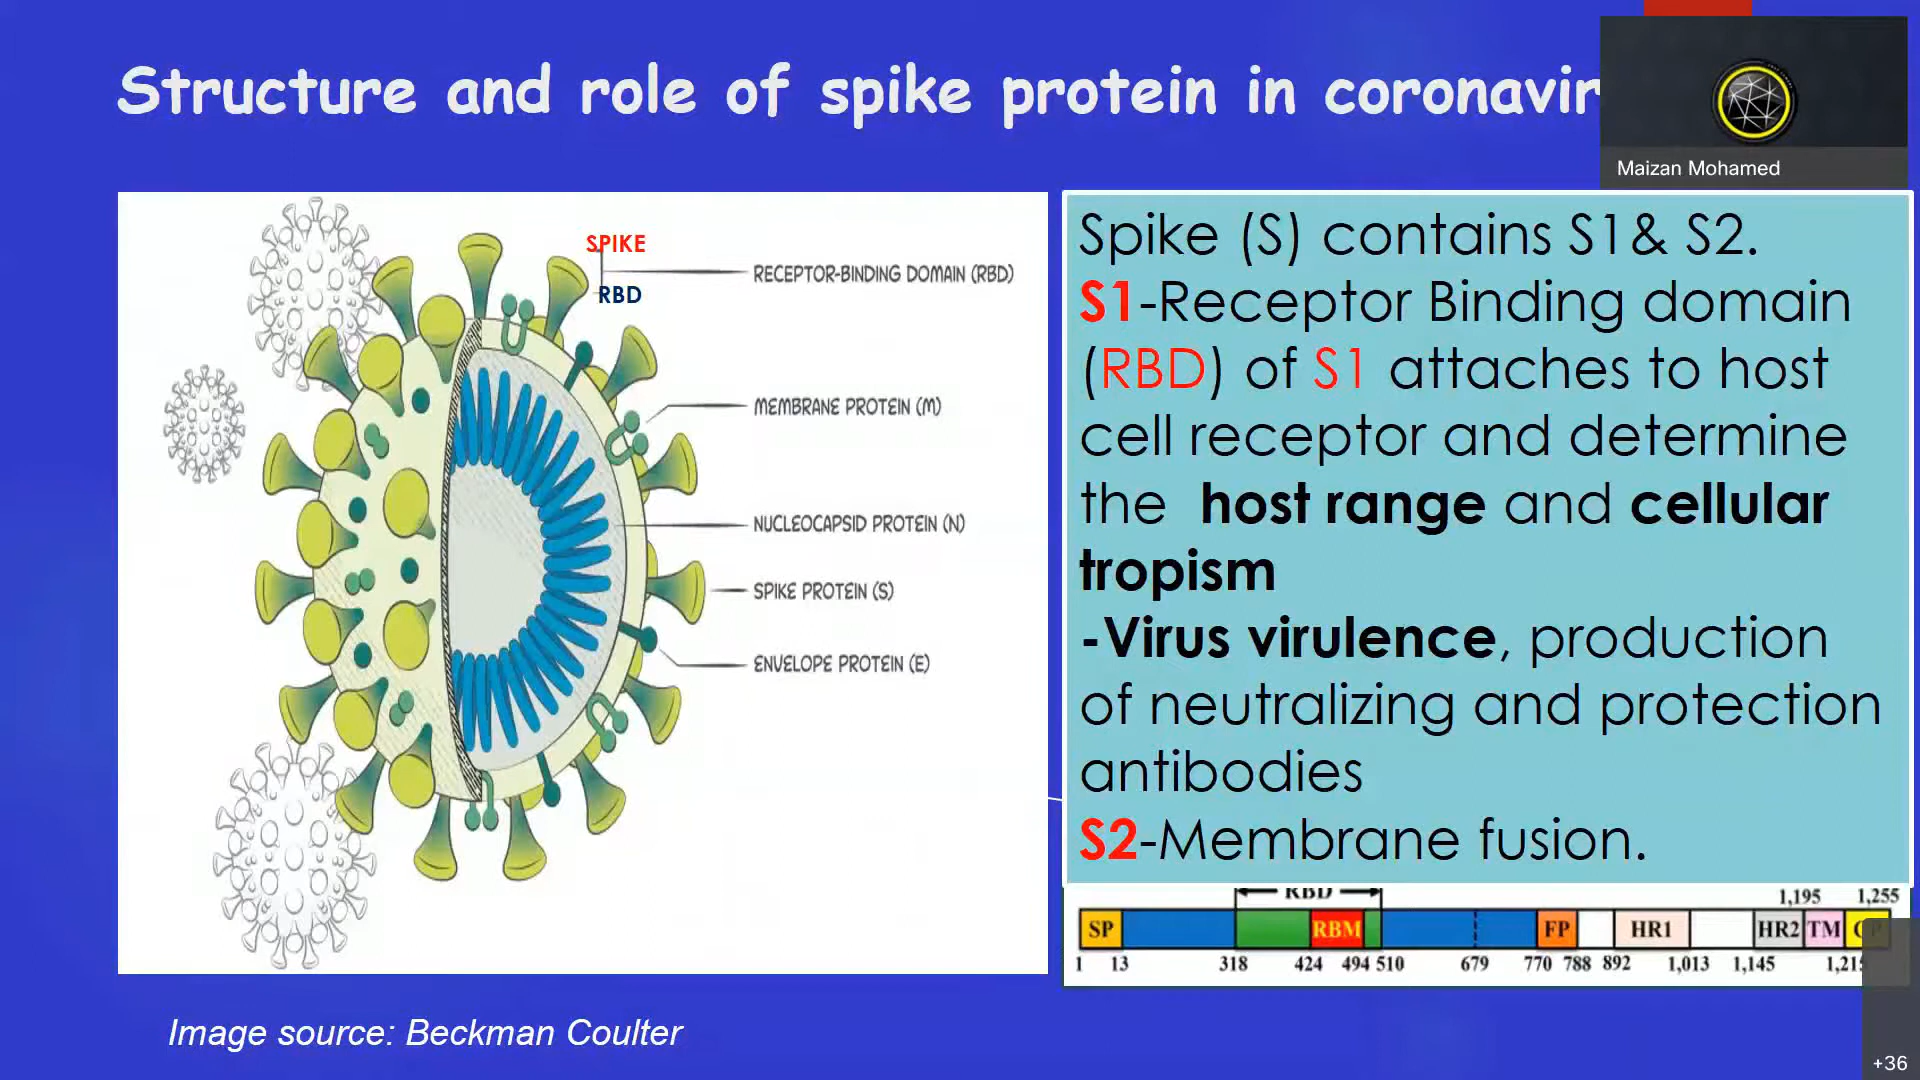 Structure and role of spike protein in coronavir
Maizan Mohamed
SPIKE
RECEPTOR-BINDING DOMAIN (RBD)
RBD
MEMBRANE PROTEIN (M)
NUCLEOCAPSID PROTEIN (N)
SPIKE PROTEIN (S)
ENVELOPE PROTEIN (E)
Spike (S) contains S1& S2.
S1-Receptor Binding domain
(RBD) of S1 attaches to host
cell receptor and determine
the host range and cellular
tropism
-Virus virulence, production
of neutralizing and protection
antibodies
S2-Membrane fusion.
RBD
1,195 1,255
SP RBM FP HR1 HR2 TM
1 13 318 424 494 510 679 770 788 892 1,013 1,145
Image source: Beckman Coulter
+36